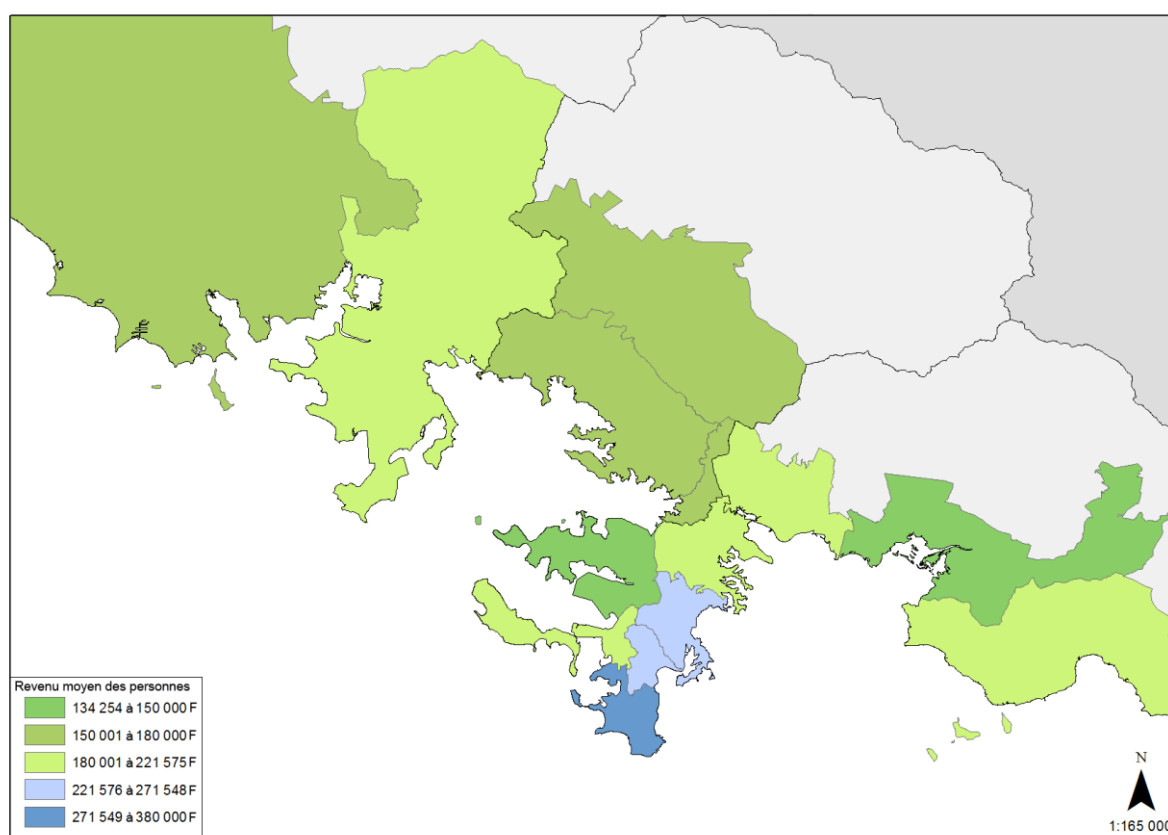 Revenu moyen des personnes
134 254 à 150 000 F
150 001 à 180 000 F
180 001 à 221 575 F
221 576 à 271 548 F
271 549 à 380 000 F
N
1:165 000